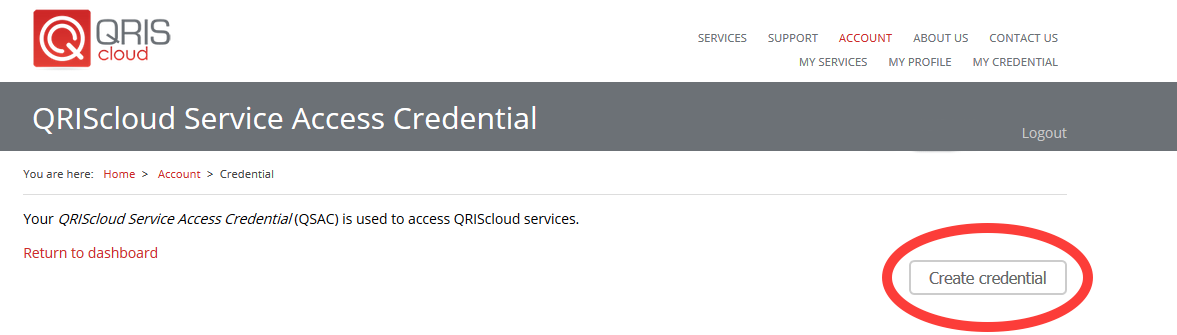 QRIS
cloud
SERVICES SUPPORT ACCOUNT ABOUT US CONTACT US
MY SERVICES MY PROFILE MY CREDENTIAL
QRIScloud Service Access Credential
Logout
You are here: Home > Account > Credential
Your QRIScloud Service Access Credential (QSAC) is used to access QRIScloud services.
Return to dashboard
Create credential